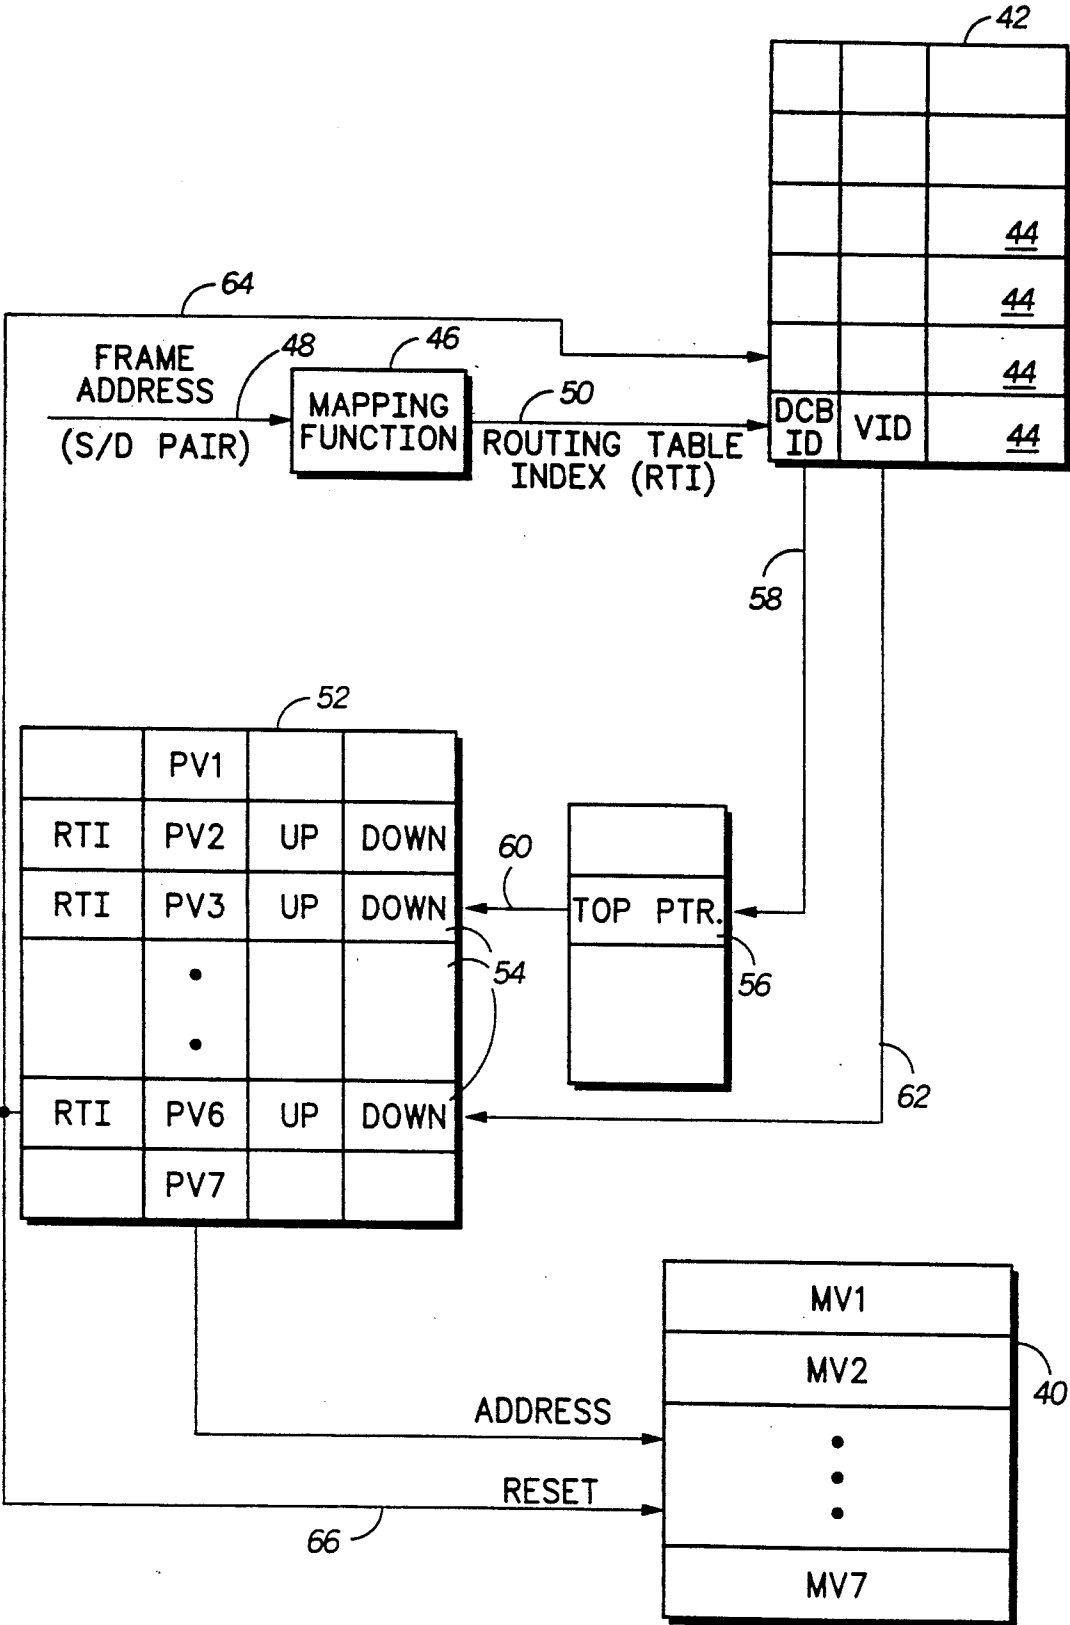 42
44
44
44
DCB ID
VID
44
64
FRAME
ADDRESS
48
(S/D PAIR)
46
MAPPING
FUNCTION
50
ROUTING TABLE
INDEX (RTI)
58
52
PV1
RTI PV2 UP DOWN
RTI PV3 UP DOWN
54
RTI PV6 UP DOWN
PV7
60
TOP PTR.
56
62
ADDRESS
RESET
66
MV1
MV2
MV7
40